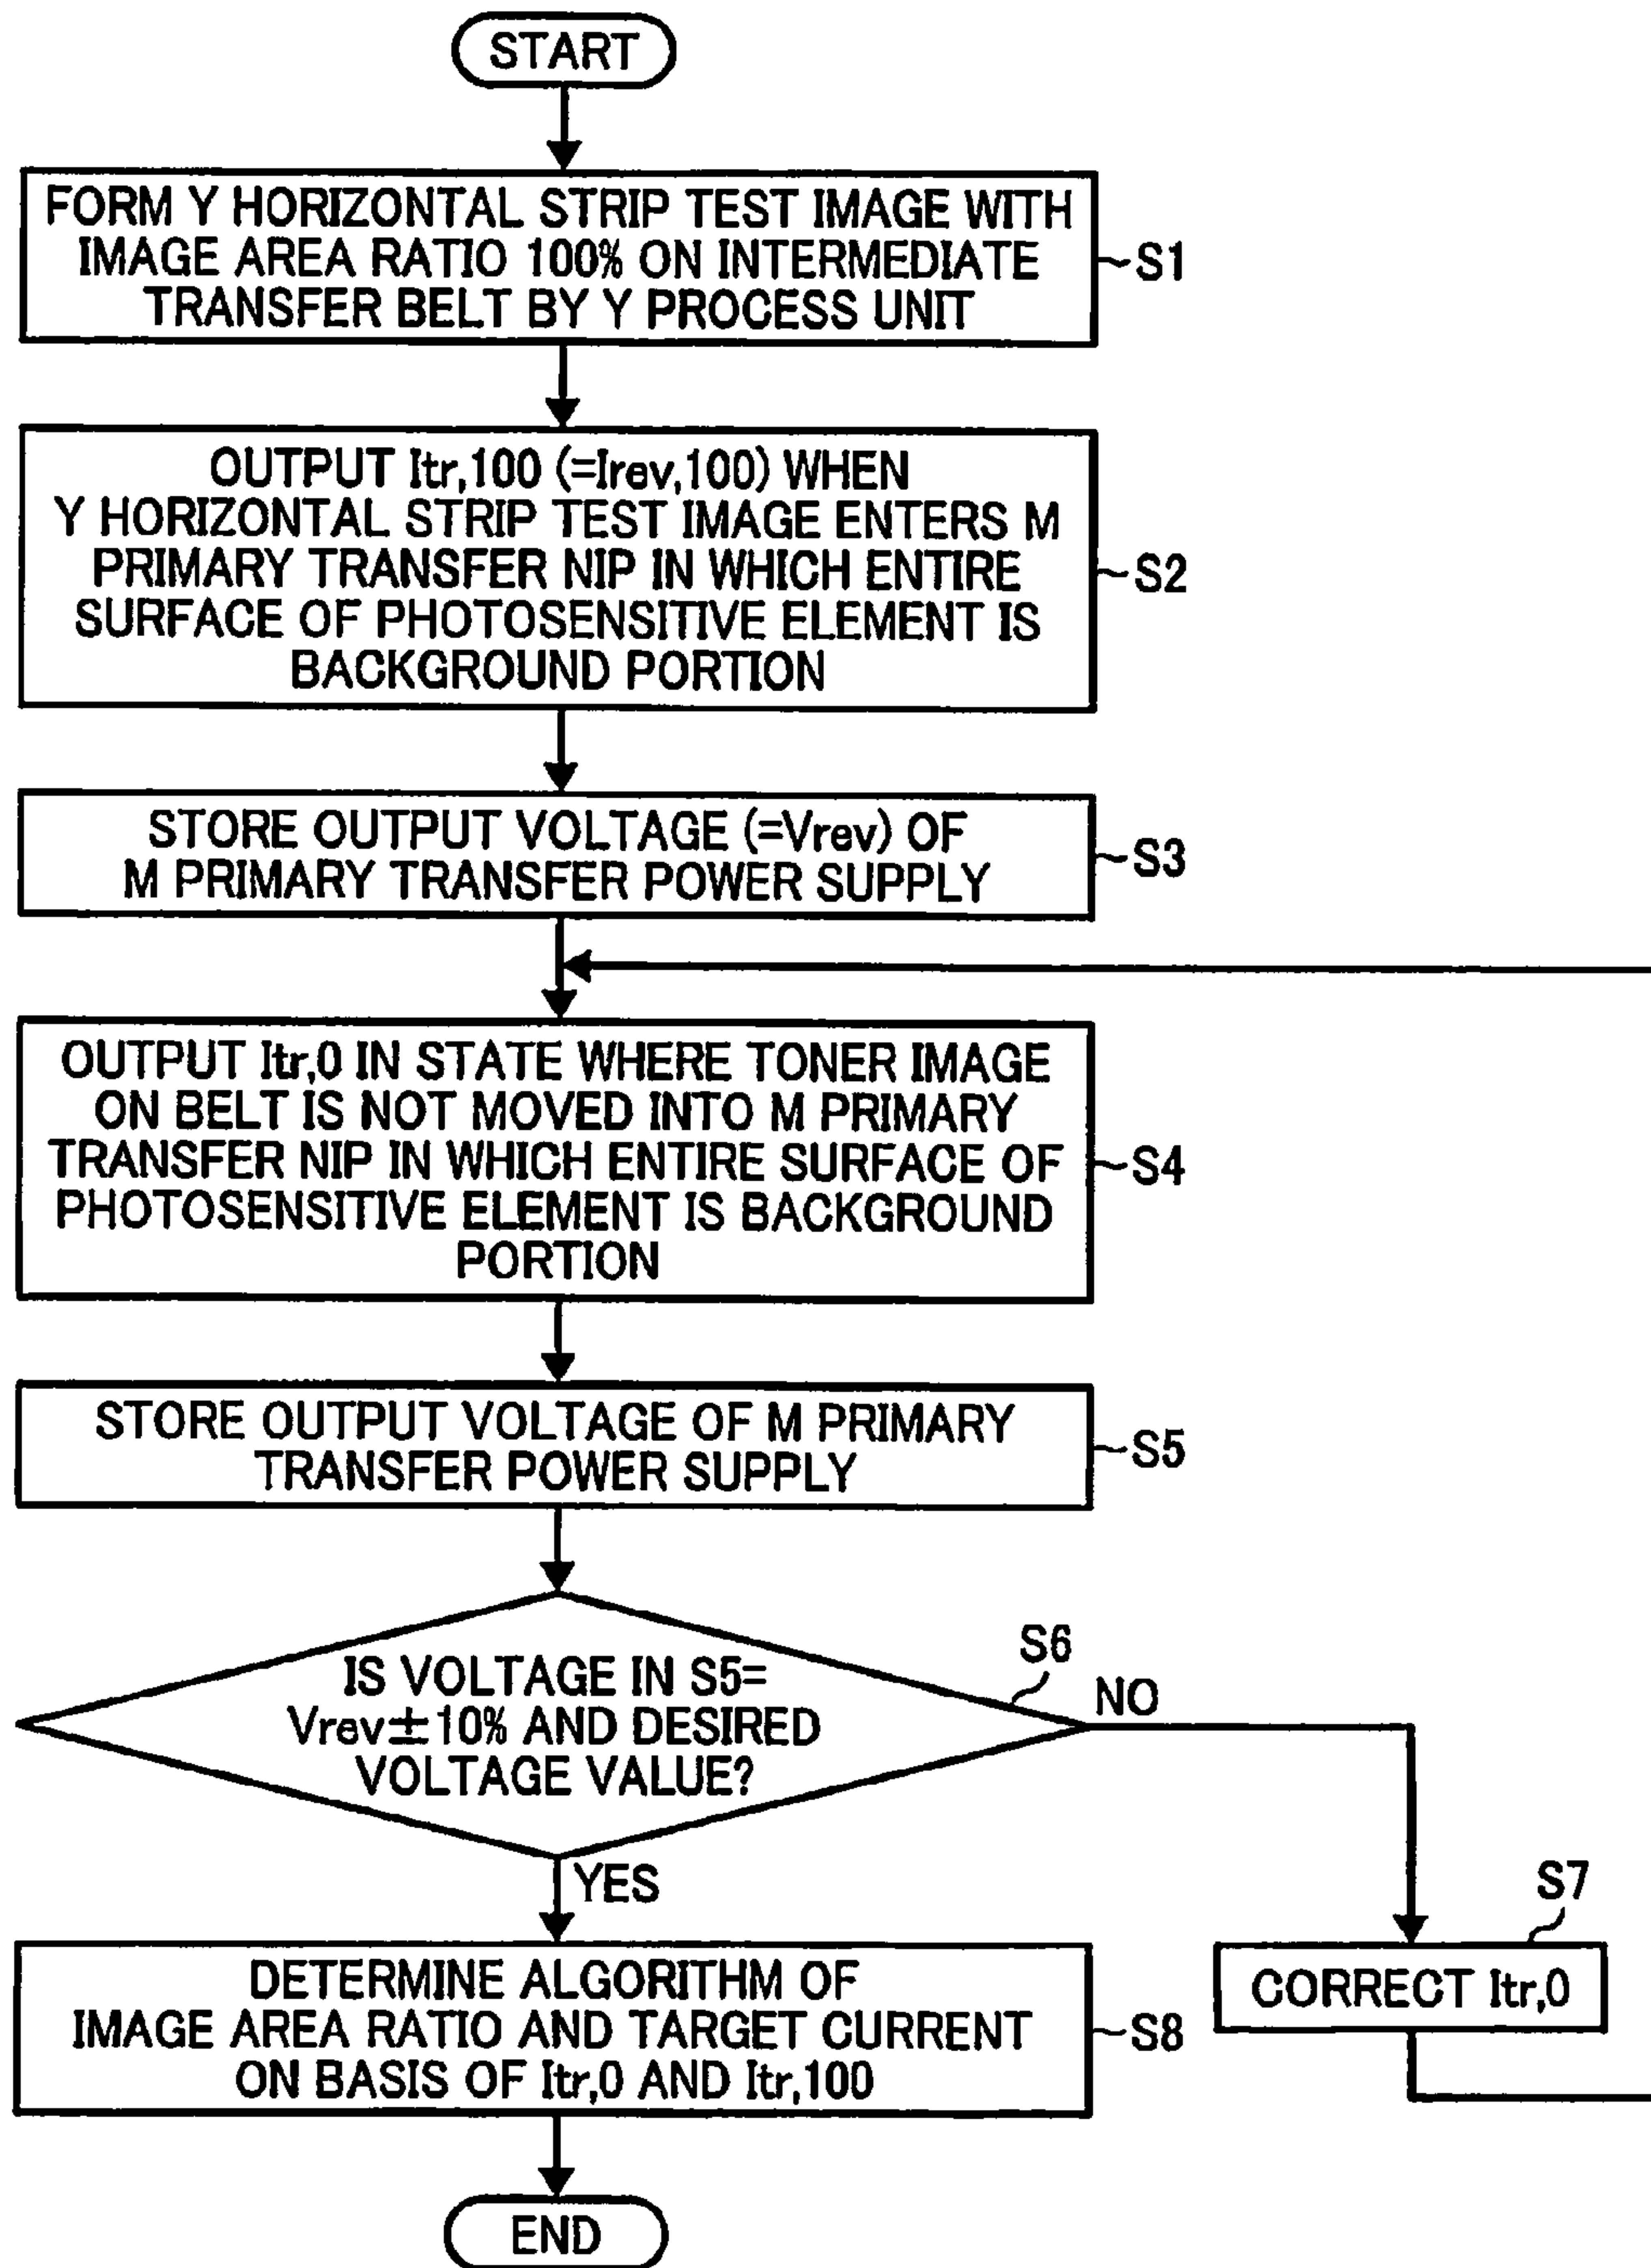 START
FORM Y HORIZONTAL STRIP TEST IMAGE WITH
IMAGE AREA RATIO 100% ON INTERMEDIATE
TRANSFER BELT BY Y PROCESS UNIT
S1
OUTPUT Itr,100 (=Irev,100) WHEN
Y HORIZONTAL STRIP TEST IMAGE ENTERS M
PRIMARY TRANSFER NIP IN WHICH ENTIRE
SURFACE OF PHOTOSENSITIVE ELEMENT IS
BACKGROUND PORTION
S2
STORE OUTPUT VOLTAGE (=Vrev) OF
M PRIMARY TRANSFER POWER SUPPLY
S3
OUTPUT Itr,0 IN STATE WHERE TONER IMAGE
ON BELT IS NOT MOVED INTO M PRIMARY
TRANSFER NIP IN WHICH ENTIRE SURFACE OF
PHOTOSENSITIVE ELEMENT IS BACKGROUND
PORTION
S4
STORE OUTPUT VOLTAGE OF M PRIMARY
TRANSFER POWER SUPPLY
S5
IS VOLTAGE IN S5=
Vrev±10% AND DESIRED
VOLTAGE VALUE?
S6
NO
YES
S7
CORRECT Itr,0
DETERMINE ALGORITHM OF
IMAGE AREA RATIO AND TARGET CURRENT
ON BASIS OF Itr,0 AND Itr,100
S8
END